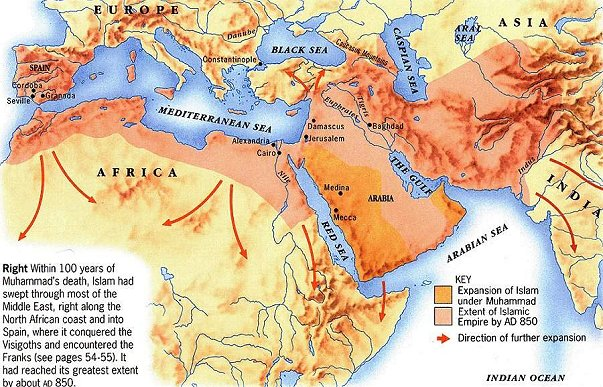 EUROPE
ASIA
Danube
BLACK SEA
Caucasus Mountains
CASPIAN SEA
ARAL SEA
Constantinople
SPAIN
Cordoba
Seville
Granada
MEDITERRANEAN SEA
Euphrates
Tigris
Damascus
Baghdad
Jerusalem
Alexandria
Cairo
AFRICA
Nile
THE GULF
Indus
INDIA
Medina
ARABIA
Mecca
RED SEA
ARABIAN SEA
Right Within 100 years of
Muhammad's death, Islam had
swept through most of the
Middle East, right along the
North African coast and into
Spain, where it conquered the
Visigoths and encountered the
Franks (see pages 54-55). It
had reached its greatest extent
by about AD 850.
KEY
Expansion of Islam
under Muhammad
Extent of Islamic
Empire by AD 850
Direction of further expansion
INDIAN OCEAN